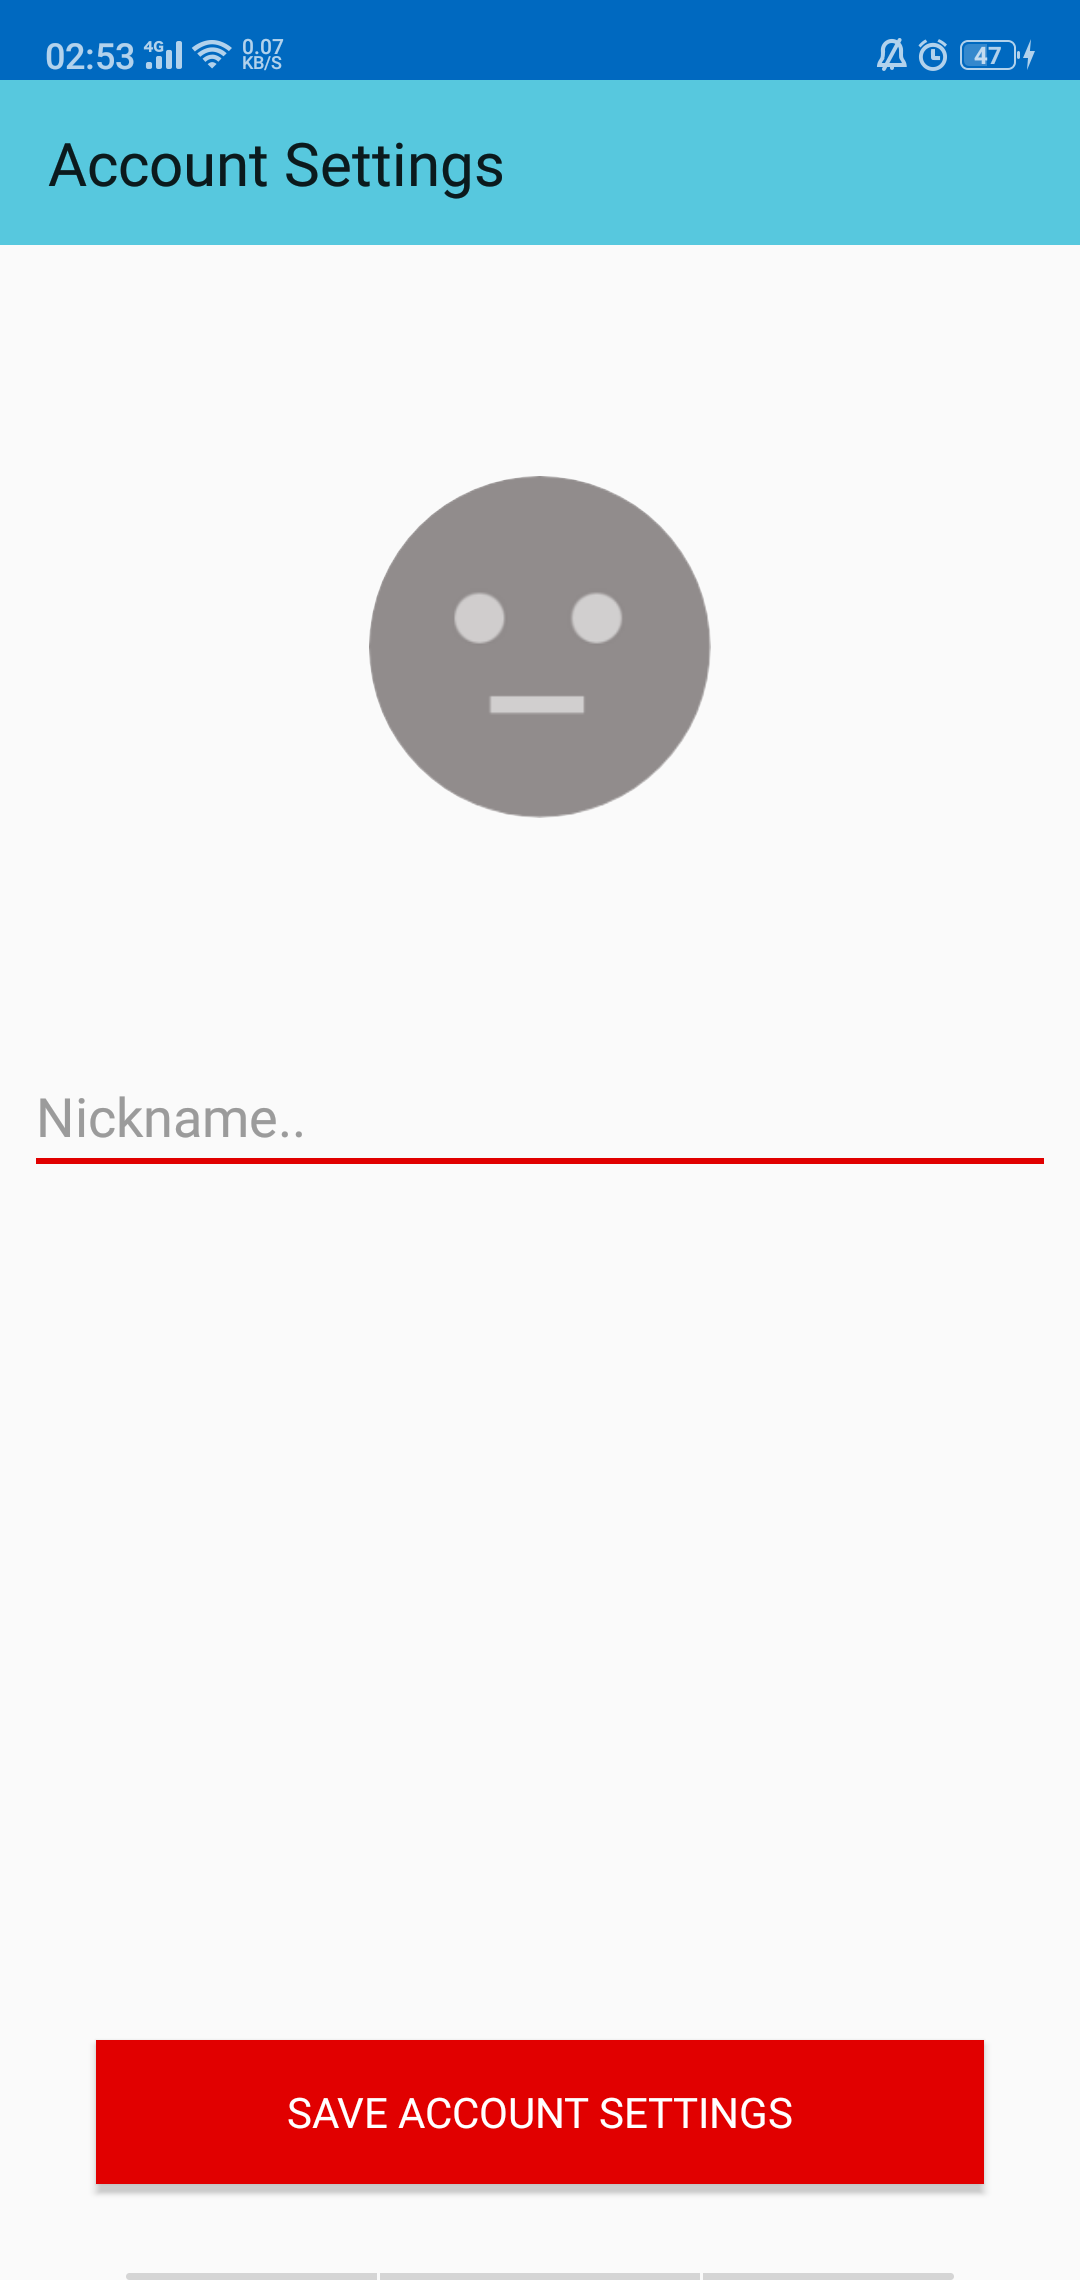 02:53 4G 0.07 KB/S 47
Account Settings
Nickname..
SAVE ACCOUNT SETTINGS